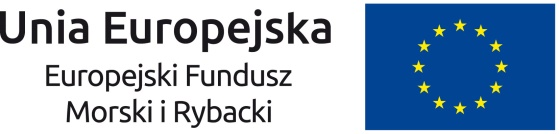 Unia Europejska
Europejski Fundusz
Morski i Rybacki